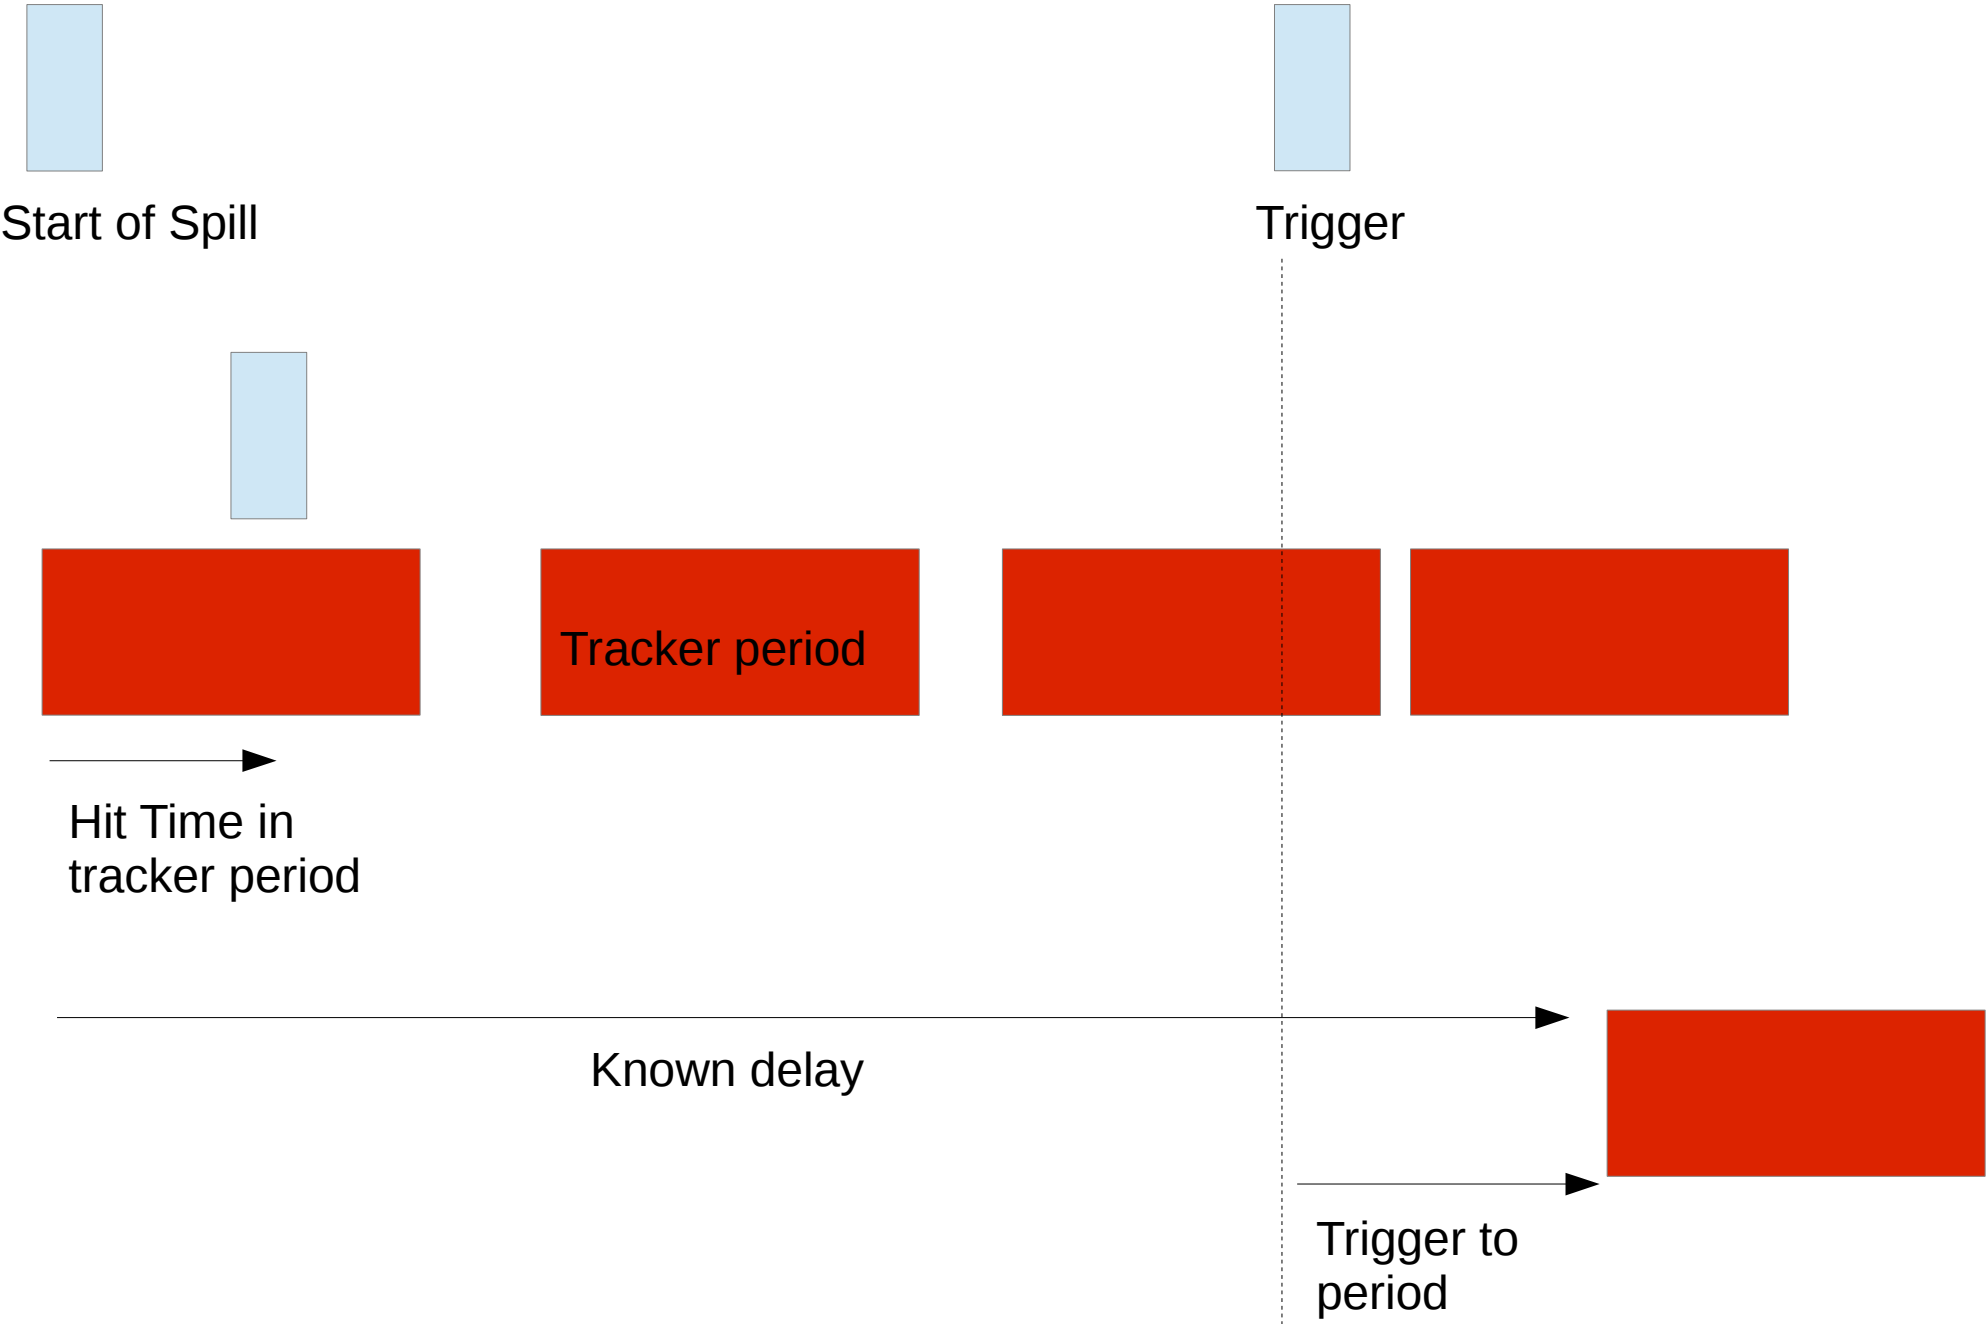 Start of Spill
Trigger
Tracker period
Hit Time in
tracker period
Known delay
Trigger to
period